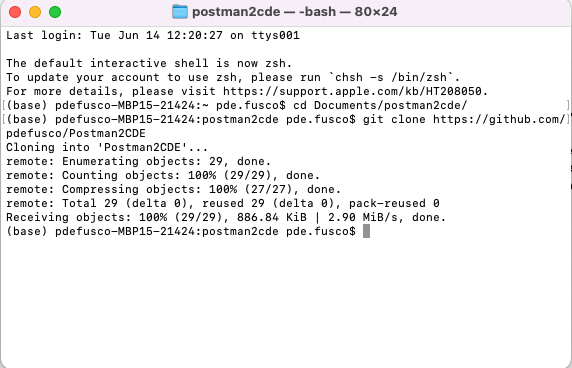 postman2cde — -bash — 80×24
Last login: Tue Jun 14 12:20:27 on ttys001
The default interactive shell is now zsh.
To update your account to use zsh, please run `chsh -s /bin/zsh`.
For more details, please visit https://support.apple.com/kb/HT208050.
[(base) pdefusco-MBP15-21424:~ pde.fusco$ cd Documents/postman2cde/ ]
[(base) pdefusco-MBP15-21424:postman2cde pde.fusco$ git clone https://github.com/]
pdefusco/Postman2CDE
Cloning into 'Postman2CDE'...
remote: Enumerating objects: 29, done.
remote: Counting objects: 100% (29/29), done.
remote: Compressing objects: 100% (27/27), done.
remote: Total 29 (delta 0), reused 29 (delta 0), pack-reused 0
Receiving objects: 100% (29/29), 886.84 KiB | 2.90 MiB/s, done.
(base) pdefusco-MBP15-21424:postman2cde pde.fusco$